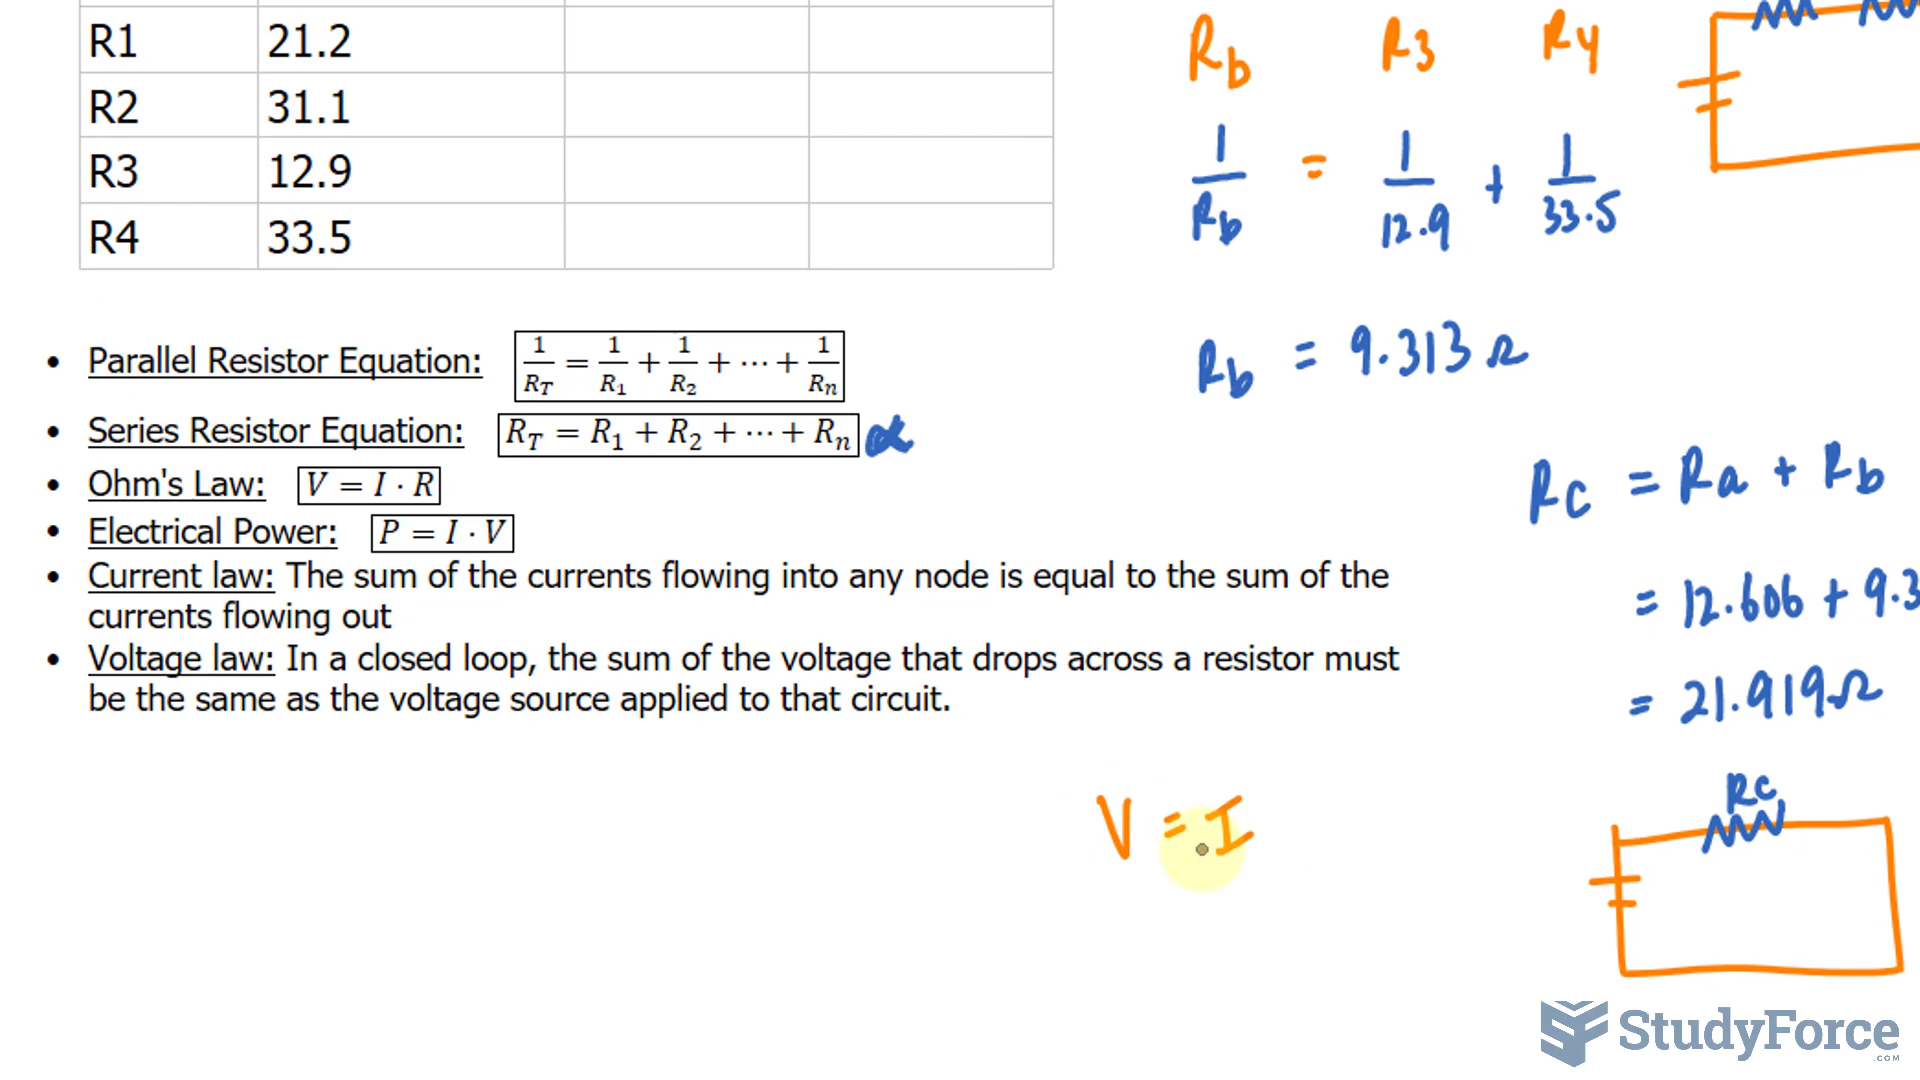 R1 21.2
R2 31.1
R3 12.9
R4 33.5
• Parallel Resistor Equation: 1/R_T = 1/R_1 + 1/R_2 + ⋯ + 1/R_n
• Series Resistor Equation: R_T = R_1 + R_2 + ⋯ + R_n
• Ohm's Law: V = I · R
• Electrical Power: P = I · V
• Current law: The sum of the currents flowing into any node is equal to the sum of the
currents flowing out
• Voltage law: In a closed loop, the sum of the voltage that drops across a resistor must
be the same as the voltage source applied to that circuit.
Rb R3 R4
1/Rb = 1/12.9 + 1/33.5
Rb = 9.313 Ω
Rc = Ra + Rb
= 12.606 + 9.3
= 21.919 Ω
Rc
V = I
StudyForce
.COM